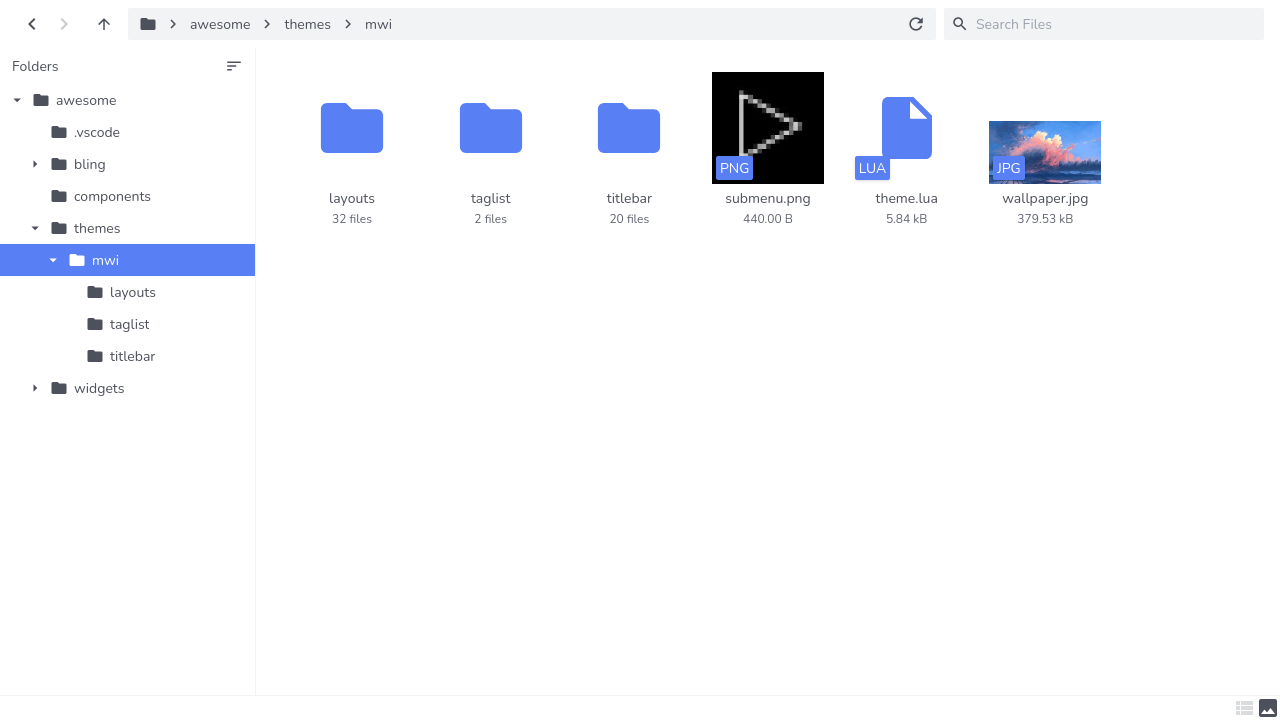 awesome
themes
mwi
Search Files
Folders
awesome
.vscode
bling
components
themes
mwi
layouts
taglist
titlebar
widgets
PNG
LUA
JPG
layouts
taglist
titlebar
submenu.png
theme.lua
wallpaper.jpg
32 files
2 files
20 files
440.00 B
5.84 kB
379.53 kB